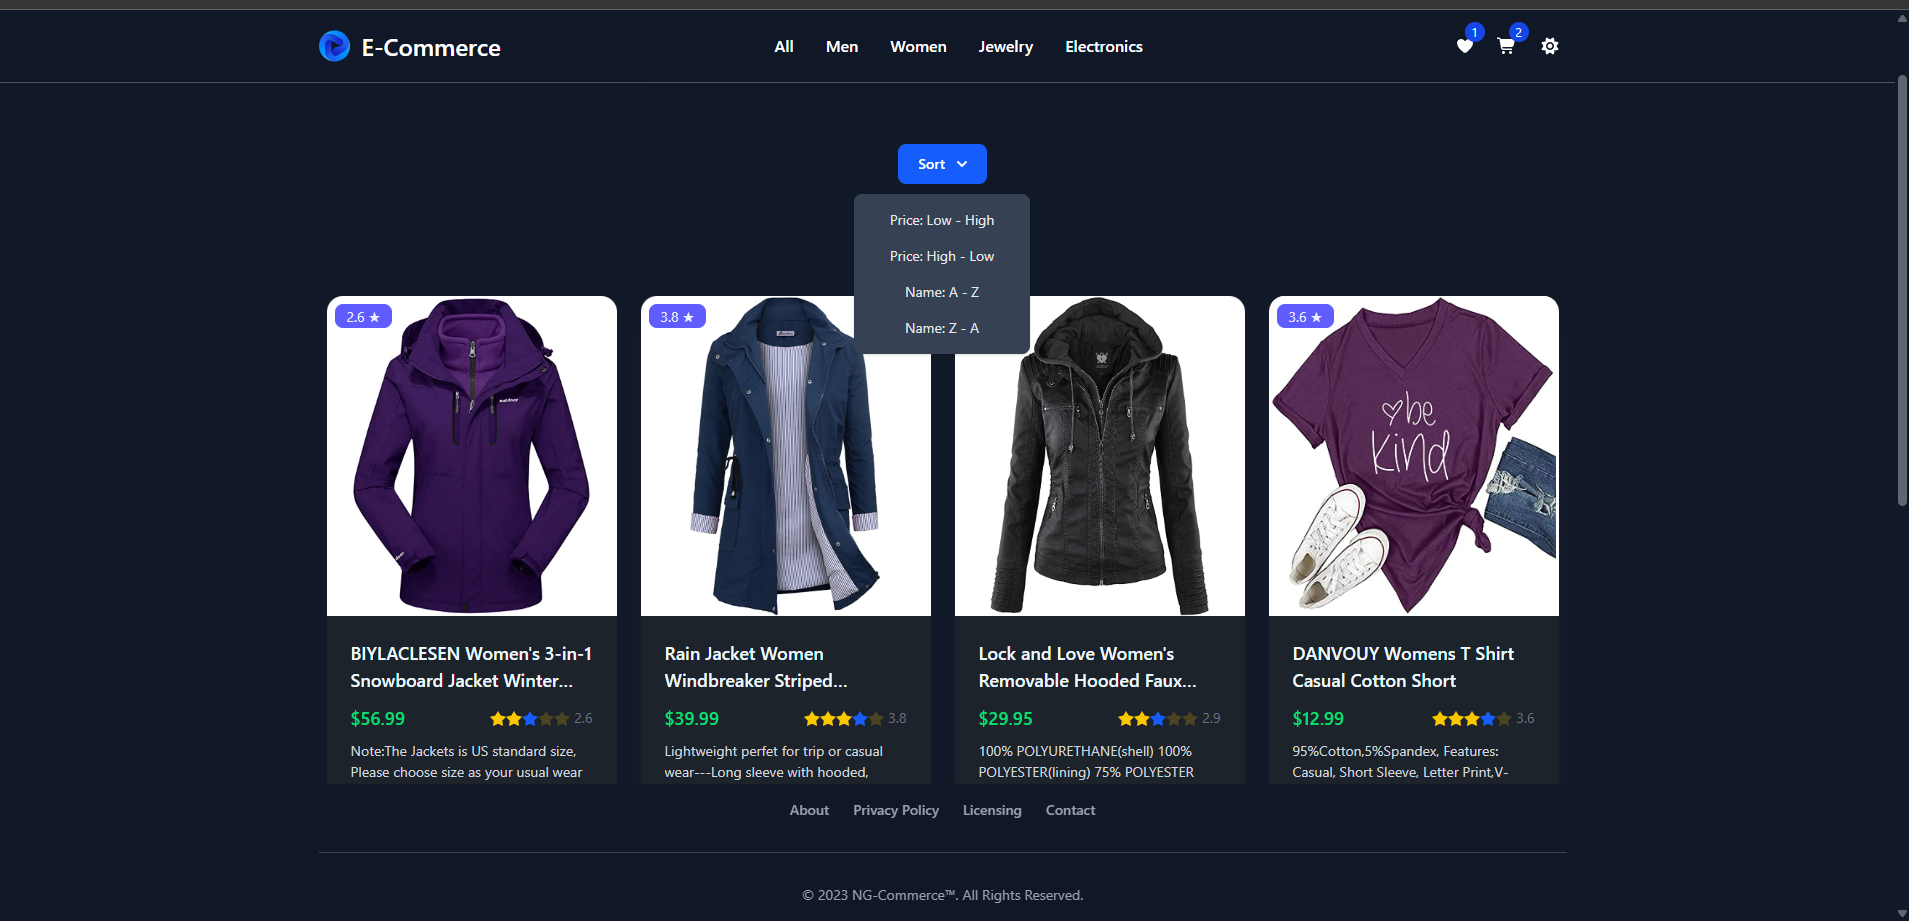 E-Commerce
All
Men
Women
Jewelry
Electronics
1
2
Sort
Price: Low - High
Price: High - Low
Name: A - Z
Name: Z - A
2.6 ★
3.8 ★
3.6 ★
outdoor
be
kind
BIYLACLESEN Women's 3-in-1
Snowboard Jacket Winter...
$56.99
2.6
Note:The Jackets is US standard size,
Please choose size as your usual wear
Rain Jacket Women
Windbreaker Striped...
$39.99
3.8
Lightweight perfet for trip or casual
wear---Long sleeve with hooded,
Lock and Love Women's
Removable Hooded Faux...
$29.95
2.9
100% POLYURETHANE(shell) 100%
POLYESTER(lining) 75% POLYESTER
DANVOUY Womens T Shirt
Casual Cotton Short
$12.99
3.6
95%Cotton,5%Spandex, Features:
Casual, Short Sleeve, Letter Print,V-
About
Privacy Policy
Licensing
Contact
© 2023 NG-Commerce™. All Rights Reserved.